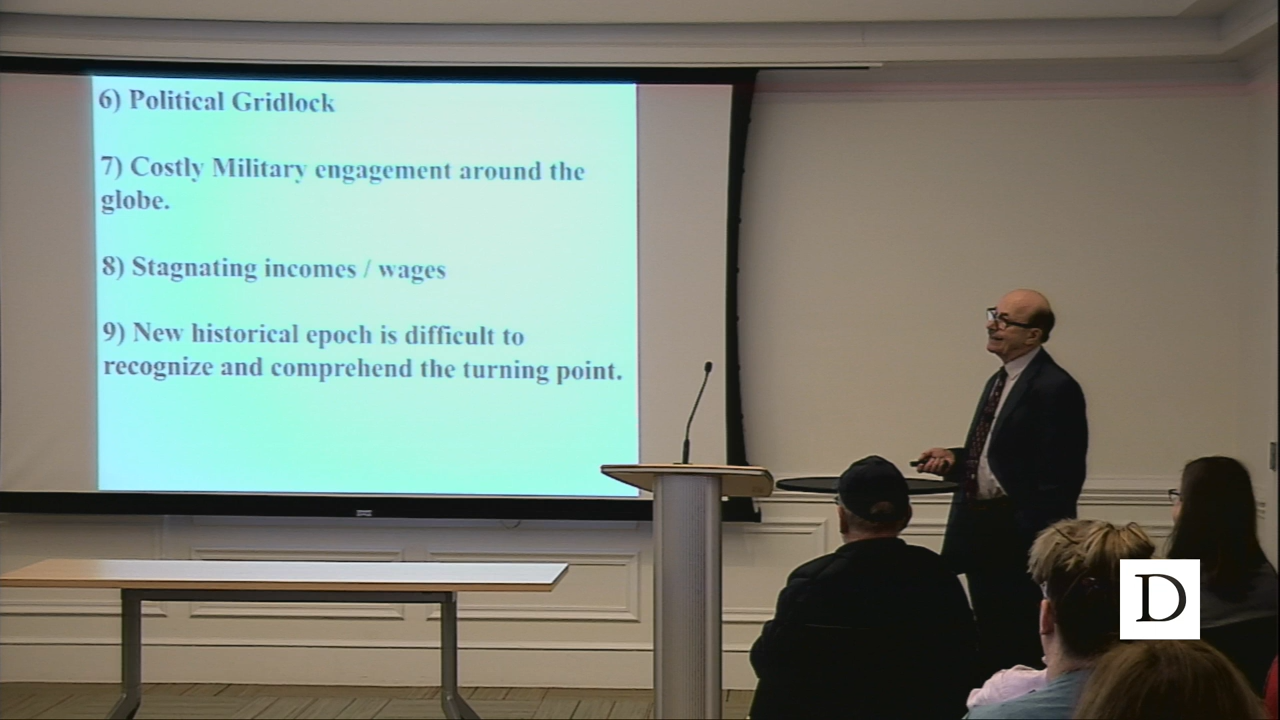 6) Political Gridlock
7) Costly Military engagement around the
globe.
8) Stagnating incomes / wages
9) New historical epoch is difficult to
recognize and comprehend the turning point.
D